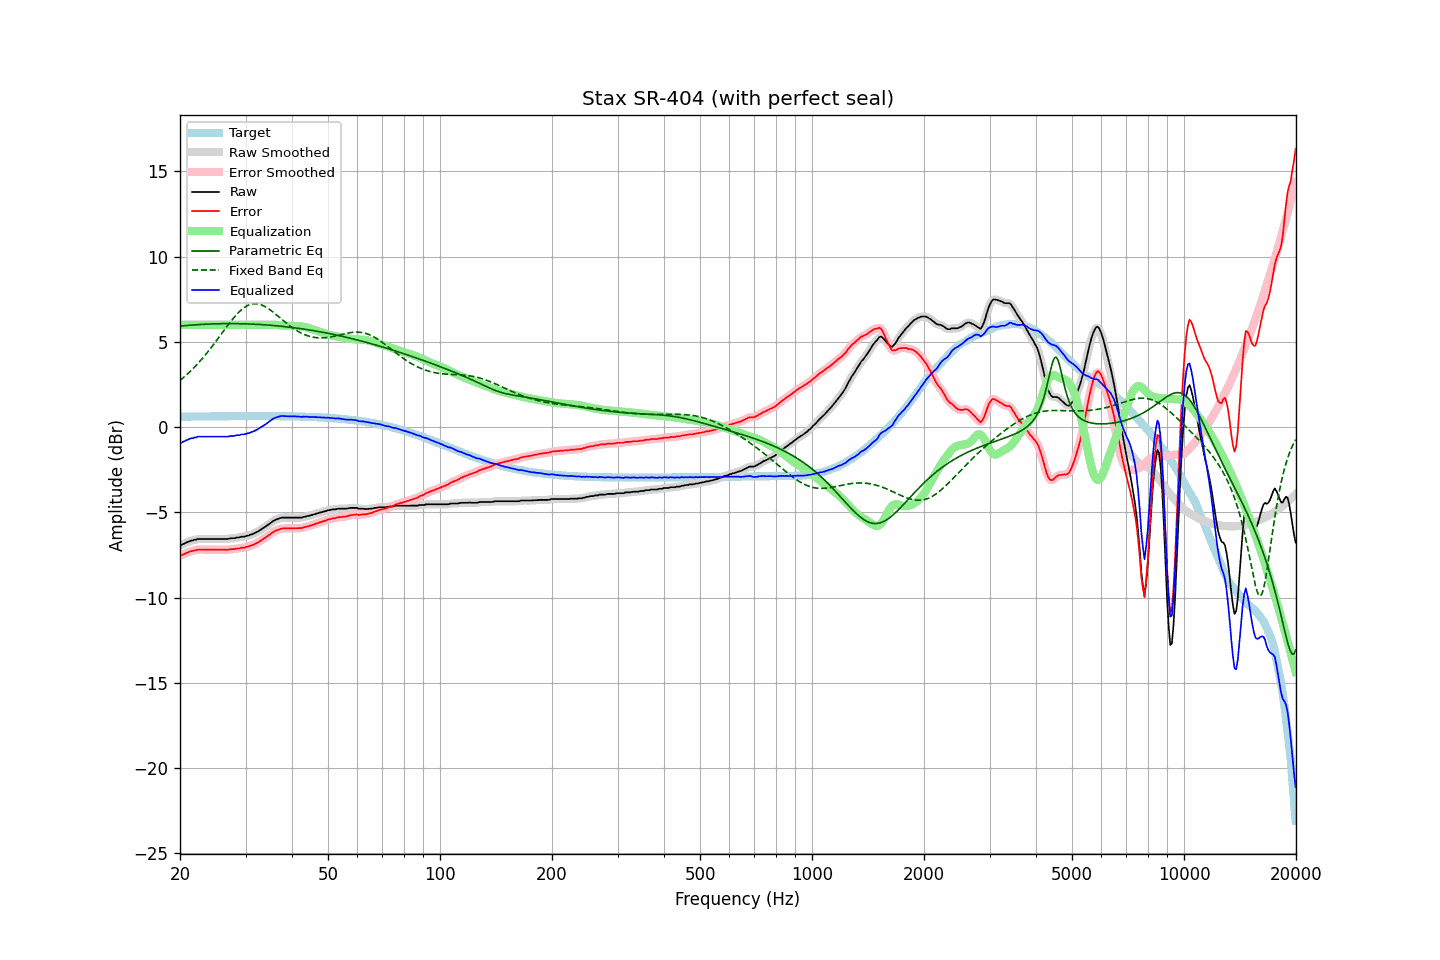 Stax SR-404 (with perfect seal)
Target
Raw Smoothed
Error Smoothed
Raw
Error
Equalization
Parametric Eq
Fixed Band Eq
Equalized
Amplitude (dBr)
15
10
5
0
−5
−10
−15
−20
−25
20 50 100 200 500 1000 2000 5000 10000 20000
Frequency (Hz)